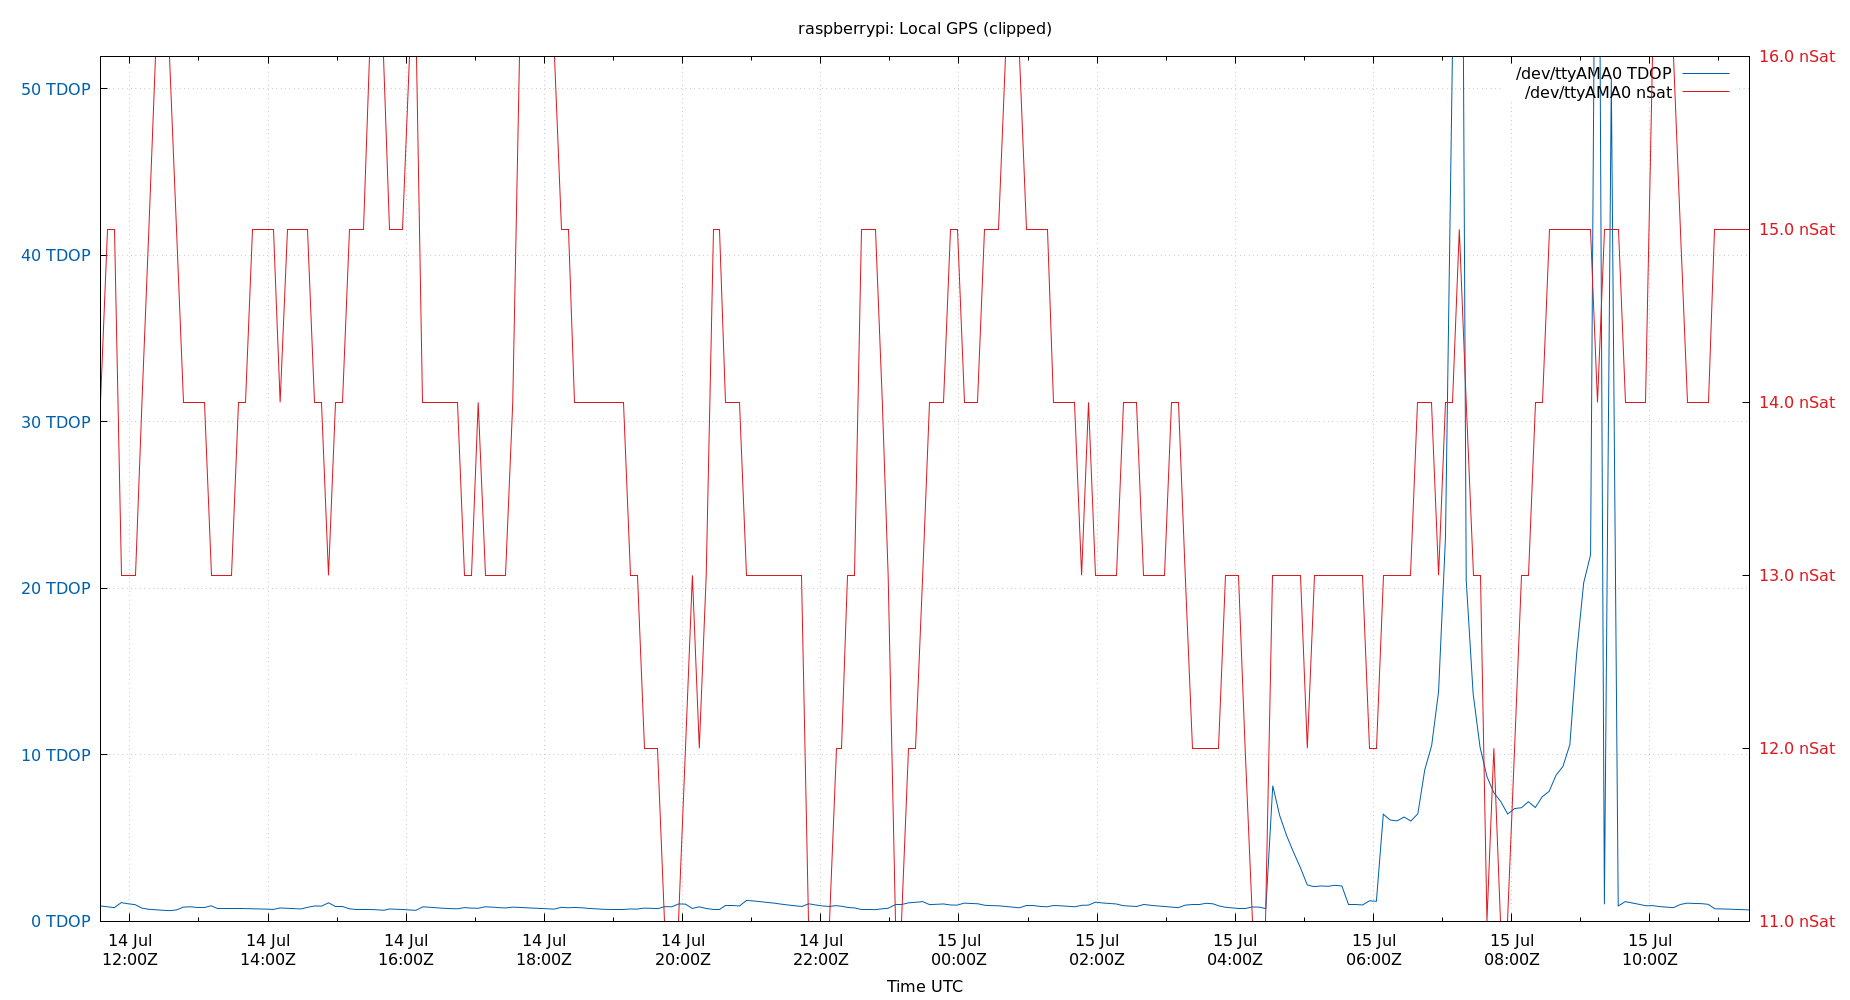 raspberrypi: Local GPS (clipped)
/dev/ttyAMA0 TDOP
/dev/ttyAMA0 nSat
50 TDOP
40 TDOP
30 TDOP
20 TDOP
10 TDOP
0 TDOP
16.0 nSat
15.0 nSat
14.0 nSat
13.0 nSat
12.0 nSat
11.0 nSat
14 Jul
12:00Z
14 Jul
14:00Z
14 Jul
16:00Z
14 Jul
18:00Z
14 Jul
20:00Z
14 Jul
22:00Z
15 Jul
00:00Z
15 Jul
02:00Z
15 Jul
04:00Z
15 Jul
06:00Z
15 Jul
08:00Z
15 Jul
10:00Z
Time UTC